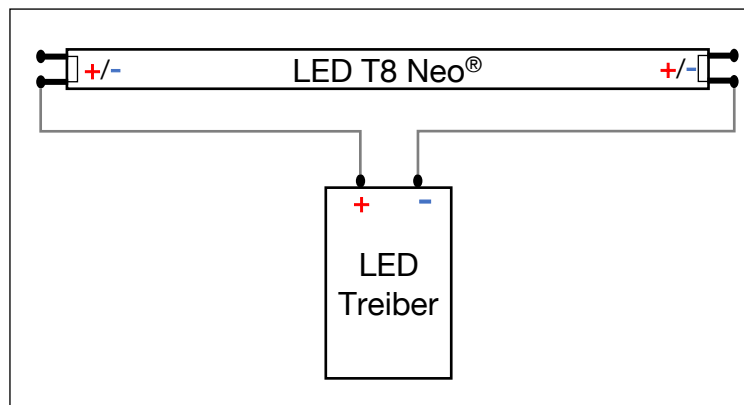 +/- LED T8 Neo® +/-
+ -
LED
Treiber